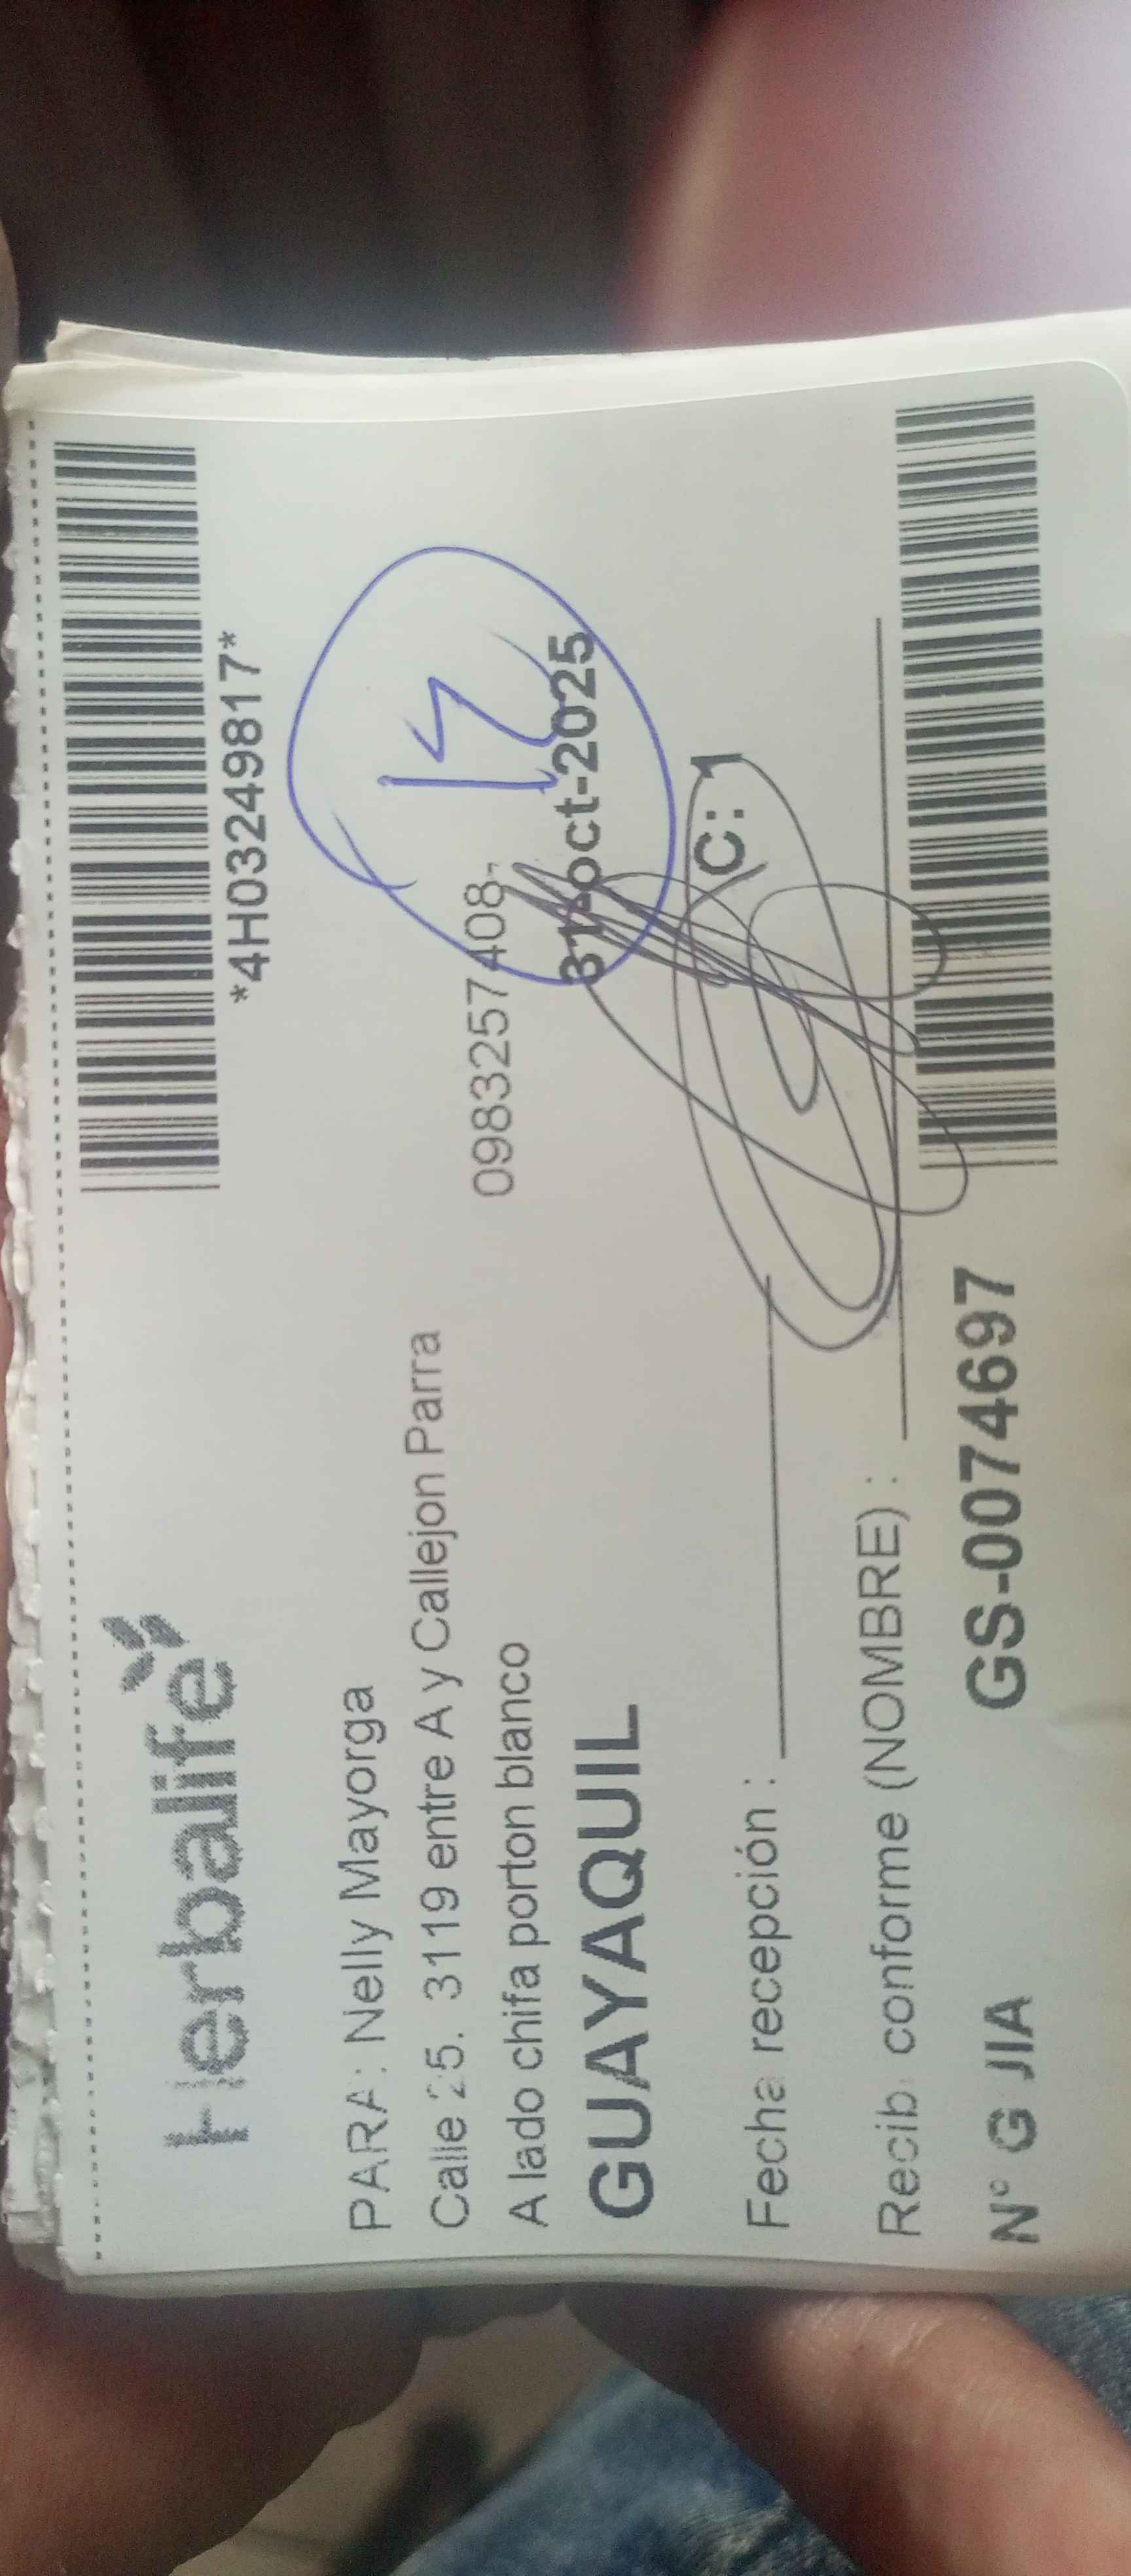 Herbalife
*4H03249817*
PARA: Nelly Mayorga
Calle 25. 3119 entre A y Callejon Parra
0983257408-
A lado chifa porton blanco
GUAYAQUIL
31-oct-2025
C: 1
Fecha recepción :
Recib conforme (NOMBRE) :
N° G JIA
GS-0074697